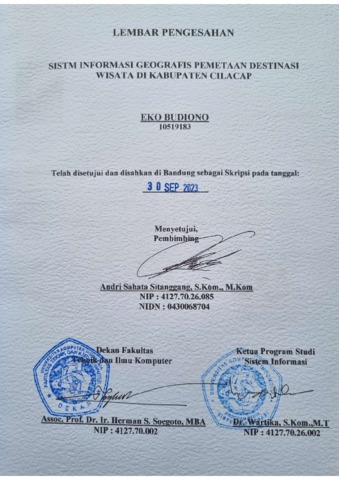 LEMBAR PENGESAHAN
SISTM INFORMASI GEOGRAFIS PEMETAAN DESTINASI
WISATA DI KABUPATEN CILACAP
EKO BUDIONO
10519183
Telah disetujui dan disahkan di Bandung sebagai Skripsi pada tanggal:
30 SEP 2023
Menyetujui,
Pembimbing
Andri Sahata Sitanggang, S.Kom., M.Kom
NIP : 4127.70.26.085
NIDN : 0430068704
Dekan Fakultas
Teknik dan Ilmu Komputer
DEKAN
Assoc. Prof. Dr. Ir. Herman S. Soegoto, MBA
NIP : 4127.70.002
Ketua Program Studi
Sistem Informasi
Dr. Wartika, S.Kom.,M.T
NIP : 4127.70.26.002